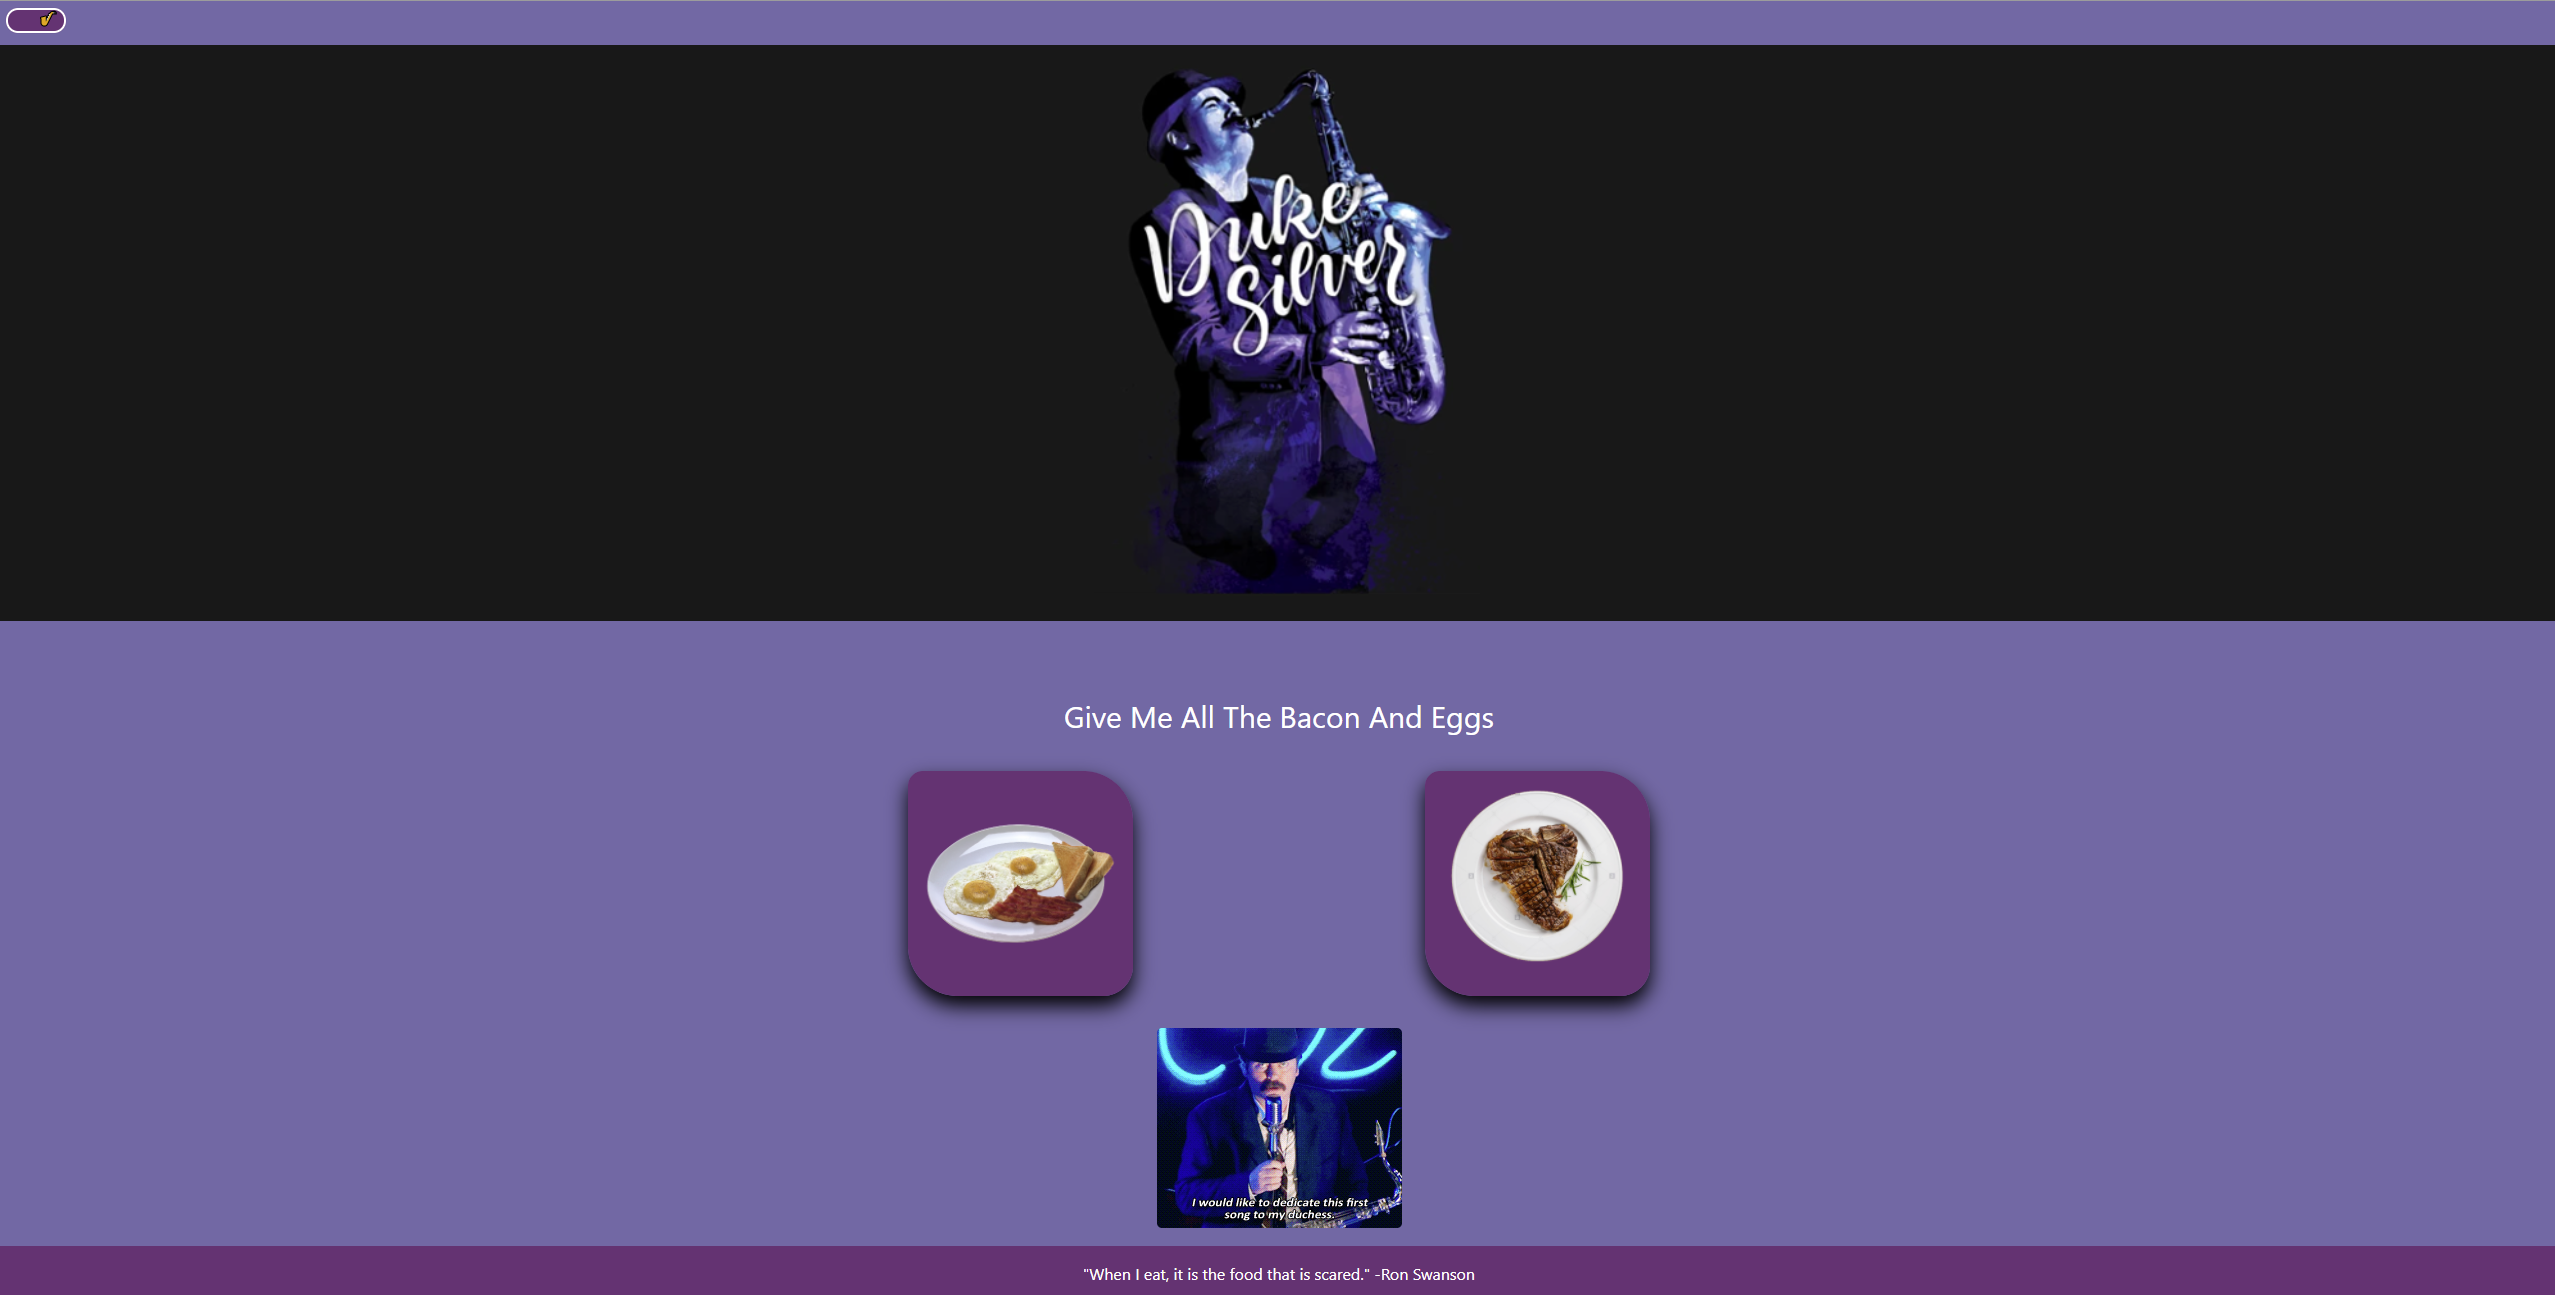 Duke
Silver
Give Me All The Bacon And Eggs
I would like to dedicate this first
song to my duchess.
"When I eat, it is the food that is scared." -Ron Swanson